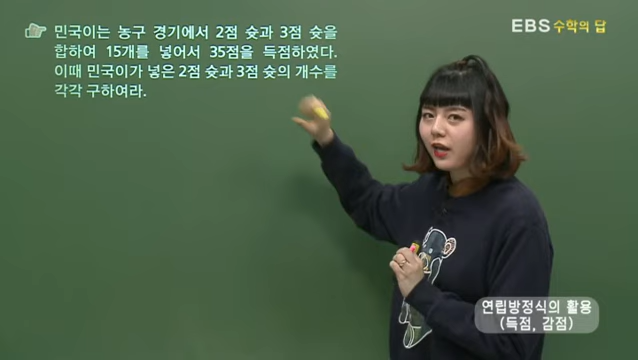 민국이는 농구 경기에서 2점 슛과 3점 슛을
합하여 15개를 넣어서 35점을 득점하였다.
이때 민국이가 넣은 2점 슛과 3점 슛의 개수를
각각 구하여라.
EBS 수학의 답
연립방정식의 활용
(득점, 감점)